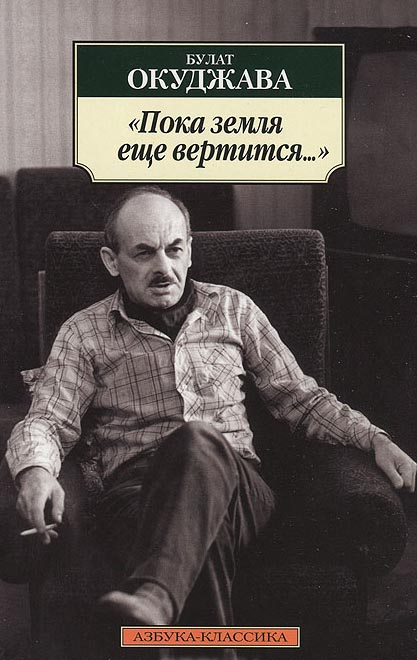 БУЛАТ
ОКУДЖАВА
«Пока земля
еще вертится...»
АЗБУКА-КЛАССИКА